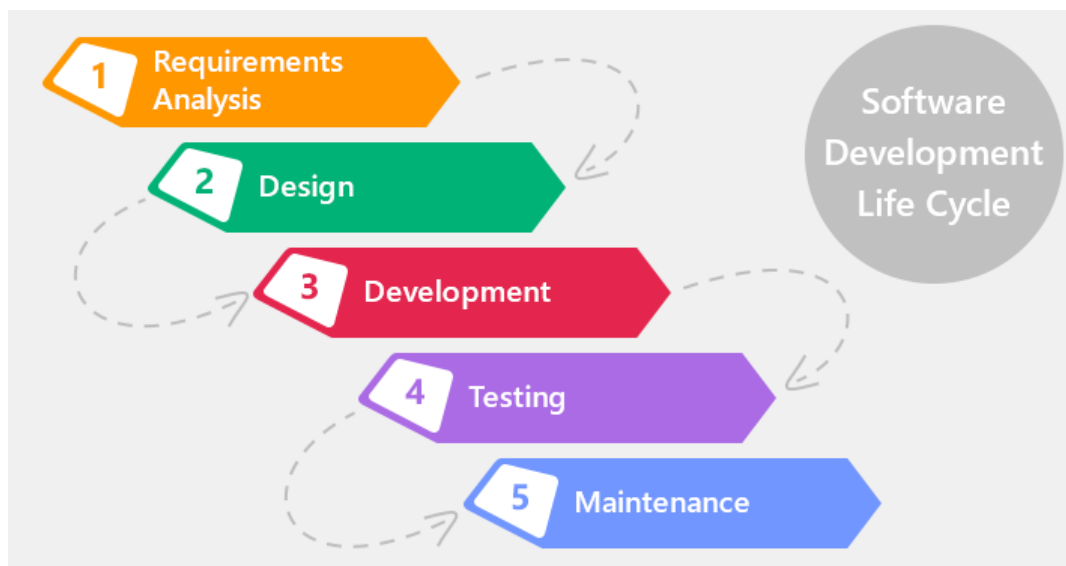 1
Requirements
Analysis
2
Design
3
Development
4
Testing
5
Maintenance
Software
Development
Life Cycle